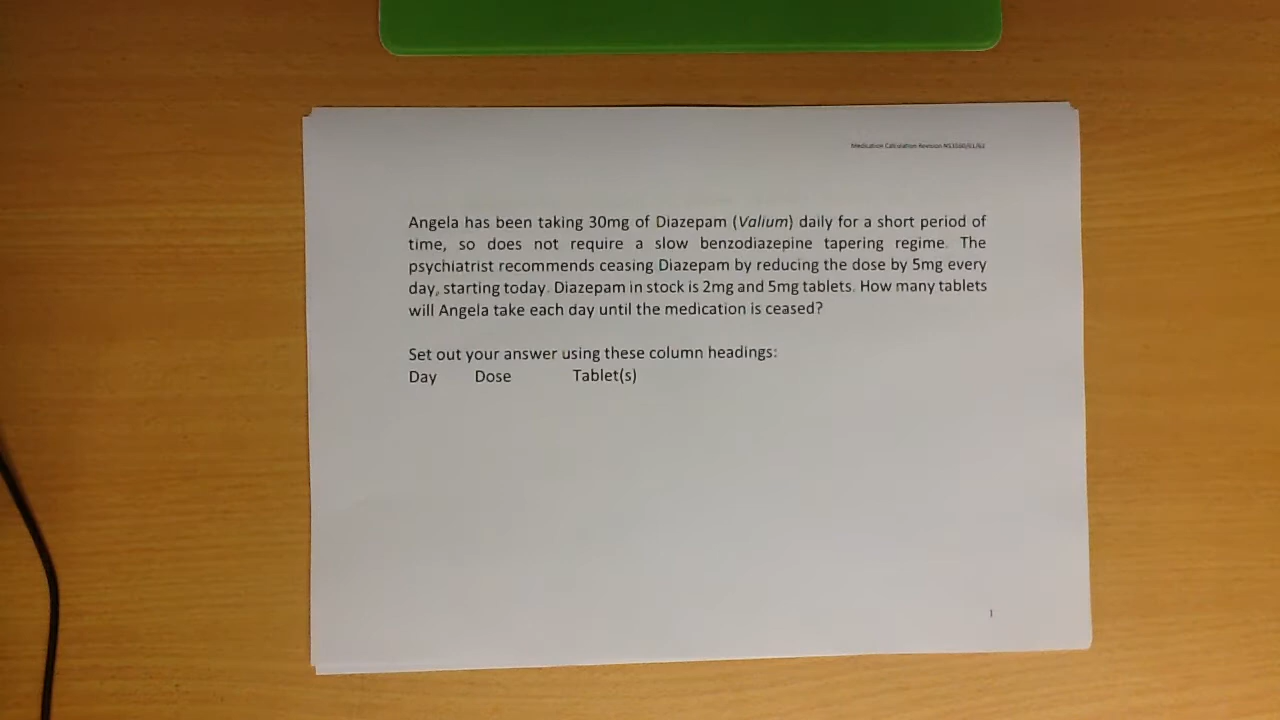 Medication Calculation Revision
Angela has been taking 30mg of Diazepam (Valium) daily for a short period of
time, so does not require a slow benzodiazepine tapering regime. The
psychiatrist recommends ceasing Diazepam by reducing the dose by 5mg every
day, starting today. Diazepam in stock is 2mg and 5mg tablets. How many tablets
will Angela take each day until the medication is ceased?
Set out your answer using these column headings:
Day Dose Tablet(s)
1